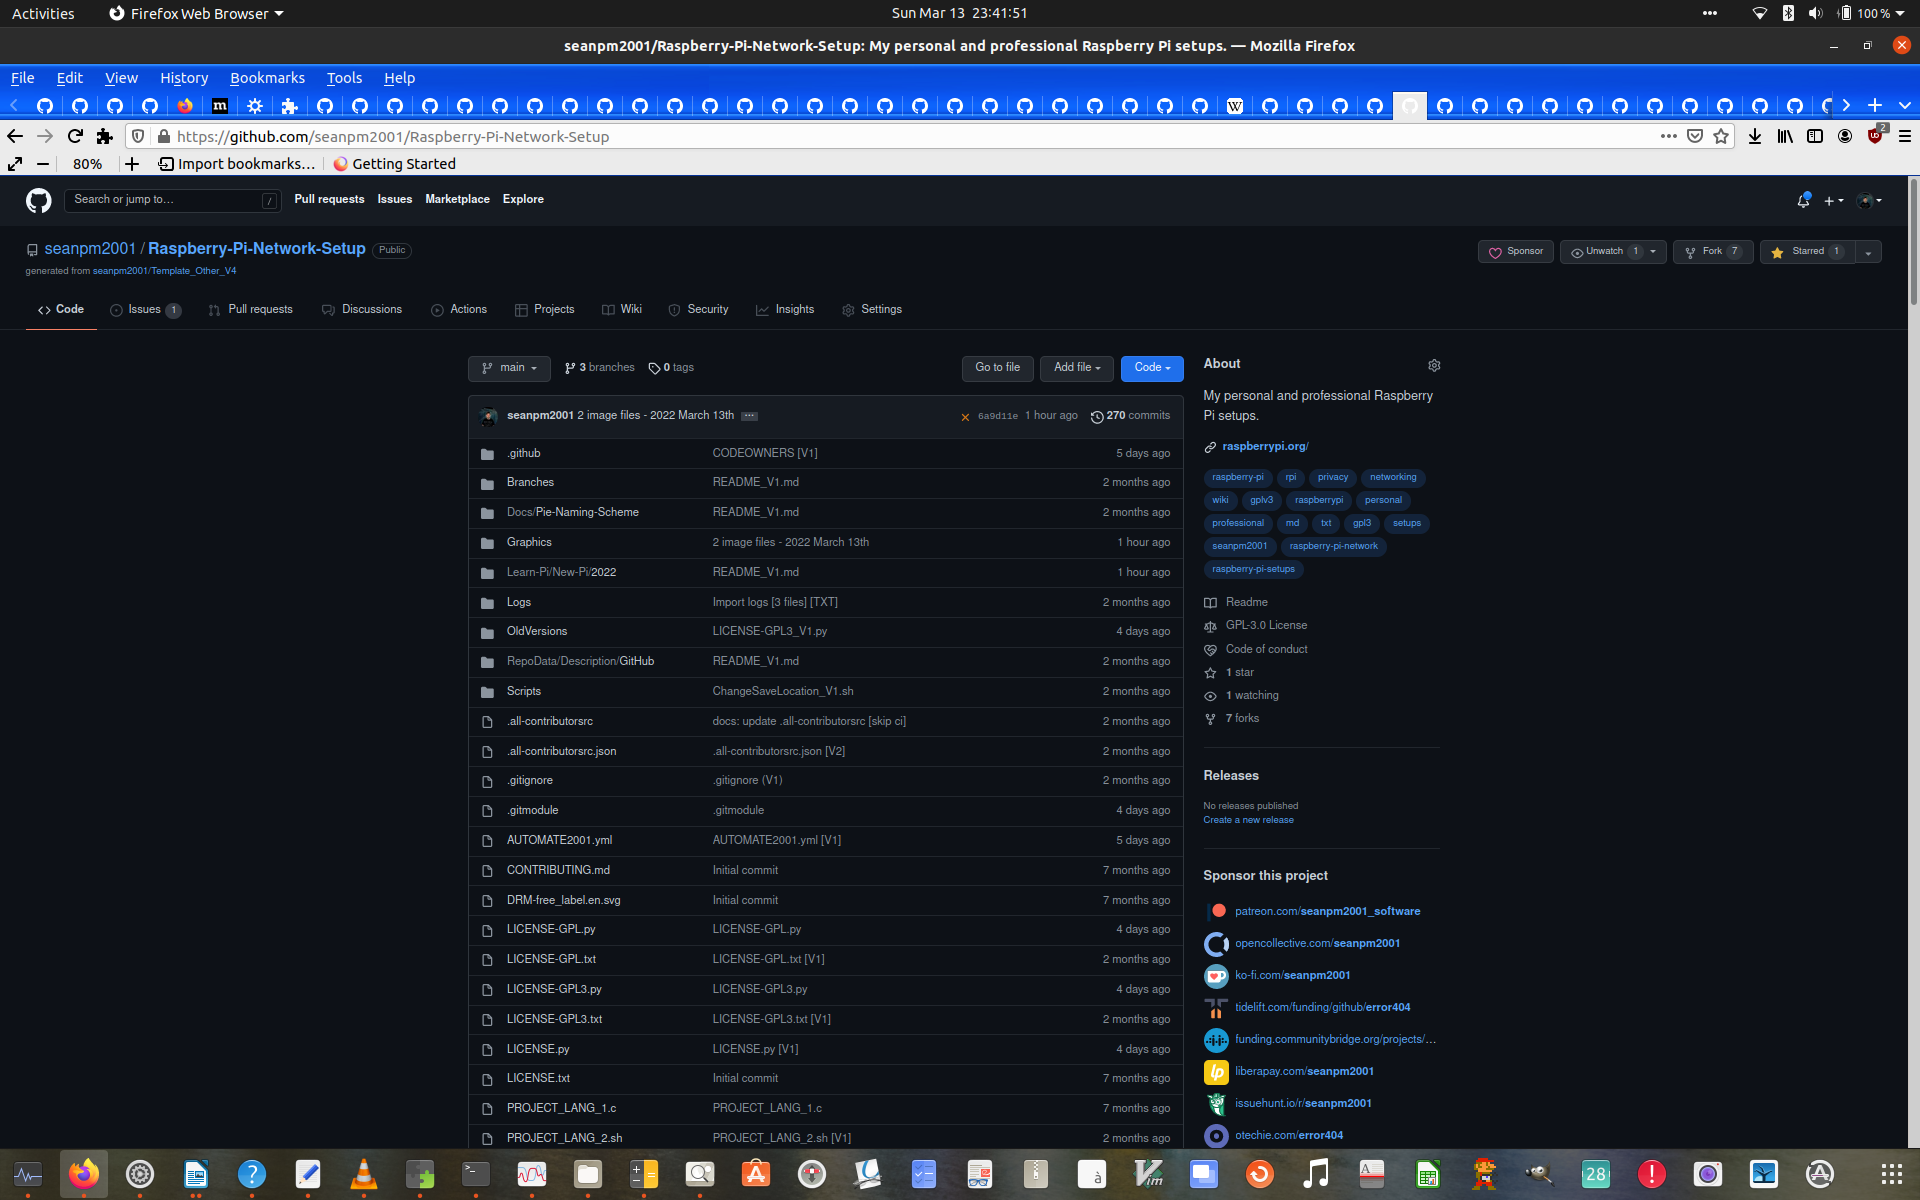 Activities Firefox Web Browser Sun Mar 13 23:41:51 100 %
seanpm2001/Raspberry-Pi-Network-Setup: My personal and professional Raspberry Pi setups. — Mozilla Firefox
File Edit View History Bookmarks Tools Help
https://github.com/seanpm2001/Raspberry-Pi-Network-Setup 2
80% Import bookmarks... Getting Started
Search or jump to... / Pull requests Issues Marketplace Explore
seanpm2001 / Raspberry-Pi-Network-Setup Public Sponsor Unwatch 1 Fork 7 Starred 1
generated from seanpm2001/Template_Other_V4
Code Issues 1 Pull requests Discussions Actions Projects Wiki Security Insights Settings
main 3 branches 0 tags Go to file Add file Code
seanpm2001 2 image files - 2022 March 13th ... 6a9d11e 1 hour ago 270 commits
.github CODEOWNERS [V1] 5 days ago
Branches README_V1.md 2 months ago
Docs/Pie-Naming-Scheme README_V1.md 2 months ago
Graphics 2 image files - 2022 March 13th 1 hour ago
Learn-Pi/New-Pi/2022 README_V1.md 1 hour ago
Logs Import logs [3 files] [TXT] 2 months ago
OldVersions LICENSE-GPL3_V1.py 4 days ago
RepoData/Description/GitHub README_V1.md 2 months ago
Scripts ChangeSaveLocation_V1.sh 2 months ago
.all-contributorsrc docs: update .all-contributorsrc [skip ci] 2 months ago
.all-contributorsrc.json .all-contributorsrc.json [V2] 2 months ago
.gitignore .gitignore (V1) 2 months ago
.gitmodule .gitmodule 4 days ago
AUTOMATE2001.yml AUTOMATE2001.yml [V1] 5 days ago
CONTRIBUTING.md Initial commit 7 months ago
DRM-free_label.en.svg Initial commit 7 months ago
LICENSE-GPL.py LICENSE-GPL.py 4 days ago
LICENSE-GPL.txt LICENSE-GPL.txt [V1] 2 months ago
LICENSE-GPL3.py LICENSE-GPL3.py 4 days ago
LICENSE-GPL3.txt LICENSE-GPL3.txt [V1] 2 months ago
LICENSE.py LICENSE.py [V1] 4 days ago
LICENSE.txt Initial commit 7 months ago
PROJECT_LANG_1.c PROJECT_LANG_1.c 7 months ago
PROJECT_LANG_2.sh PROJECT_LANG_2.sh [V1] 2 months ago
About
My personal and professional Raspberry
Pi setups.
raspberrypi.org/
raspberry-pi rpi privacy networking
wiki gplv3 raspberrypi personal
professional md txt gpl3 setups
seanpm2001 raspberry-pi-network
raspberry-pi-setups
Readme
GPL-3.0 License
Code of conduct
1 star
1 watching
7 forks
Releases
No releases published
Create a new release
Sponsor this project
patreon.com/seanpm2001_software
opencollective.com/seanpm2001
ko-fi.com/seanpm2001
tidelift.com/funding/github/error404
funding.communitybridge.org/projects/...
liberapay.com/seanpm2001
issuehunt.io/r/seanpm2001
otechie.com/error404
28